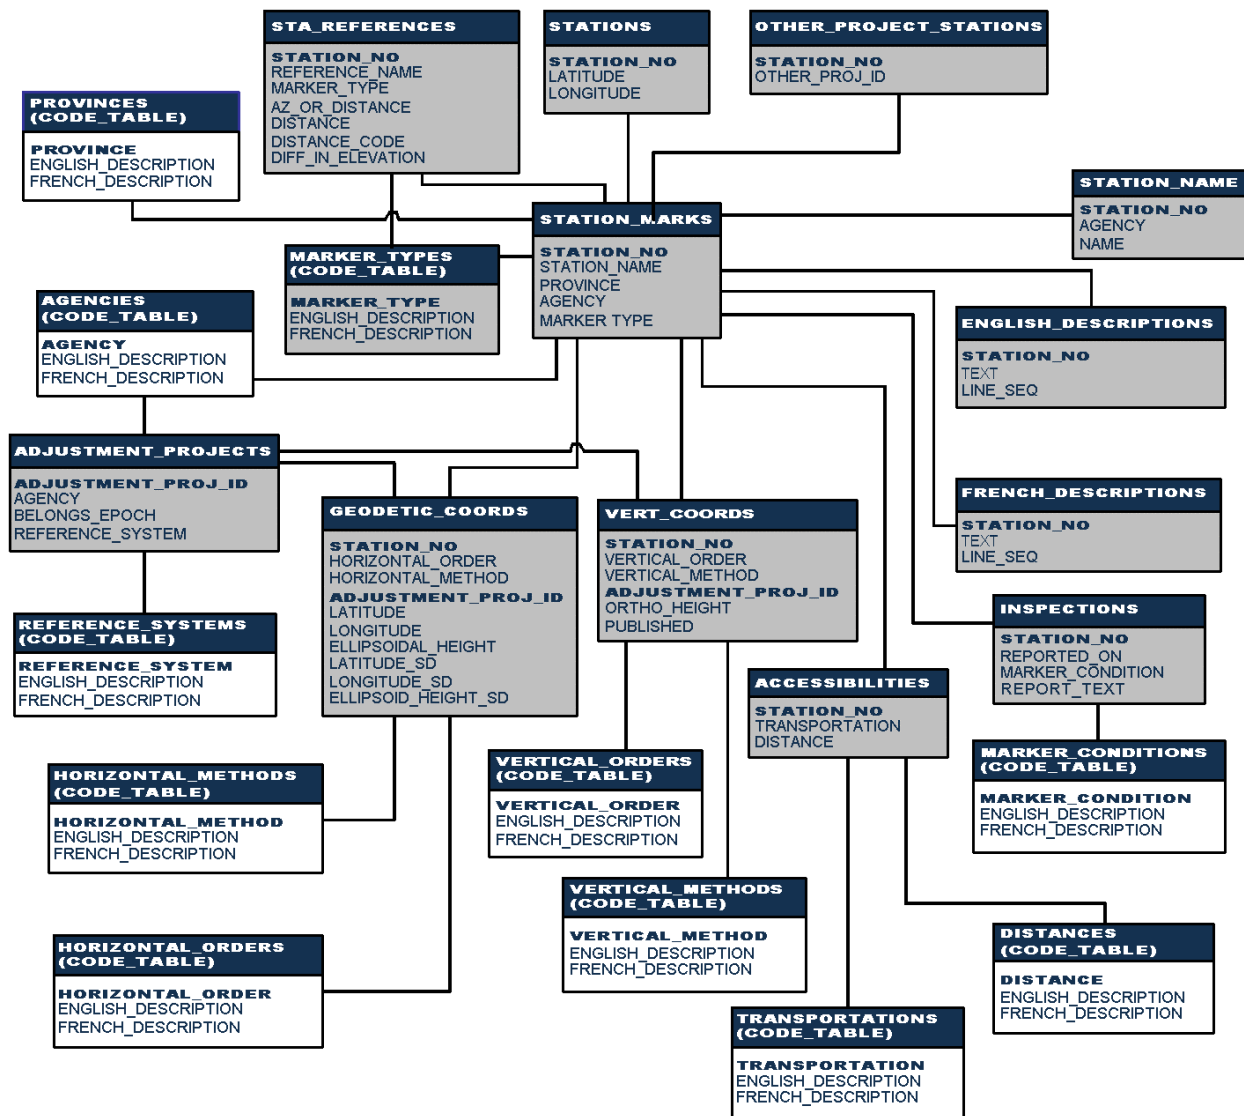 STA_REFERENCES
STATION_NO
REFERENCE_NAME
MARKER_TYPE
AZ_OR_DISTANCE
DISTANCE
DISTANCE_CODE
DIFF_IN_ELEVATION
STATIONS
STATION_NO
LATITUDE
LONGITUDE
OTHER_PROJECT_STATIONS
STATION_NO
OTHER_PROJ_ID
PROVINCES
(CODE_TABLE)
PROVINCE
ENGLISH_DESCRIPTION
FRENCH_DESCRIPTION
STATION_NAME
STATION_NO
AGENCY
NAME
STATION_MARKS
STATION_NO
STATION_NAME
PROVINCE
AGENCY
MARKER TYPE
MARKER_TYPES
(CODE_TABLE)
MARKER_TYPE
ENGLISH_DESCRIPTION
FRENCH_DESCRIPTION
AGENCIES
(CODE_TABLE)
AGENCY
ENGLISH_DESCRIPTION
FRENCH_DESCRIPTION
ENGLISH_DESCRIPTIONS
STATION_NO
TEXT
LINE_SEQ
ADJUSTMENT_PROJECTS
ADJUSTMENT_PROJ_ID
AGENCY
BELONGS_EPOCH
REFERENCE_SYSTEM
GEODETIC_COORDS
STATION_NO
HORIZONTAL_ORDER
HORIZONTAL_METHOD
ADJUSTMENT_PROJ_ID
LATITUDE
LONGITUDE
ELLIPSOIDAL_HEIGHT
LATITUDE_SD
LONGITUDE_SD
ELLIPSOID_HEIGHT_SD
VERT_COORDS
STATION_NO
VERTICAL_ORDER
VERTICAL_METHOD
ADJUSTMENT_PROJ_ID
ORTHO_HEIGHT
PUBLISHED
FRENCH_DESCRIPTIONS
STATION_NO
TEXT
LINE_SEQ
REFERENCE_SYSTEMS
(CODE_TABLE)
REFERENCE_SYSTEM
ENGLISH_DESCRIPTION
FRENCH_DESCRIPTION
INSPECTIONS
STATION_NO
REPORTED_ON
MARKER_CONDITION
REPORT_TEXT
ACCESSIBILITIES
STATION_NO
TRANSPORTATION
DISTANCE
MARKER_CONDITIONS
(CODE_TABLE)
MARKER_CONDITION
ENGLISH_DESCRIPTION
FRENCH_DESCRIPTION
HORIZONTAL_METHODS
(CODE_TABLE)
HORIZONTAL_METHOD
ENGLISH_DESCRIPTION
FRENCH_DESCRIPTION
VERTICAL_ORDERS
(CODE_TABLE)
VERTICAL_ORDER
ENGLISH_DESCRIPTION
FRENCH_DESCRIPTION
VERTICAL_METHODS
(CODE_TABLE)
VERTICAL_METHOD
ENGLISH_DESCRIPTION
FRENCH_DESCRIPTION
HORIZONTAL_ORDERS
(CODE_TABLE)
HORIZONTAL_ORDER
ENGLISH_DESCRIPTION
FRENCH_DESCRIPTION
DISTANCES
(CODE_TABLE)
DISTANCE
ENGLISH_DESCRIPTION
FRENCH_DESCRIPTION
TRANSPORTATIONS
(CODE_TABLE)
TRANSPORTATION
ENGLISH_DESCRIPTION
FRENCH_DESCRIPTION